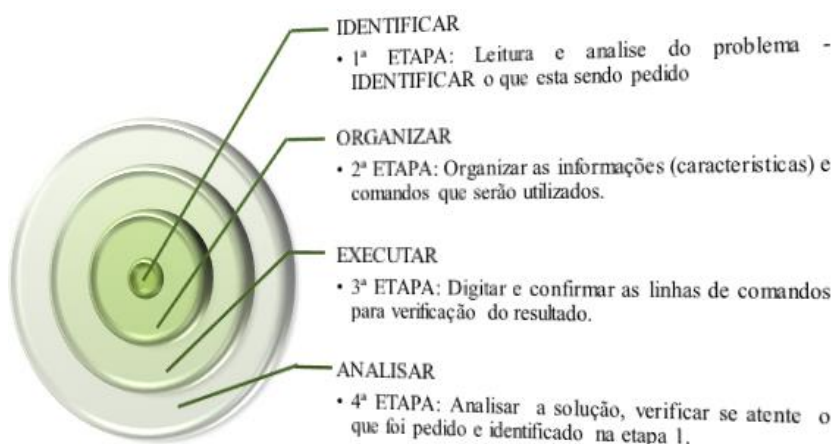 IDENTIFICAR
• 1ª ETAPA: Leitura e analise do problema -
IDENTIFICAR o que esta sendo pedido
ORGANIZAR
• 2ª ETAPA: Organizar as informações (caracteristicas) e
comandos que serão utilizados.
EXECUTAR
• 3ª ETAPA: Digitar e confirmar as linhas de comandos
para verificação do resultado.
ANALISAR
• 4ª ETAPA: Analisar a solução, verificar se atente o
que foi pedido e identificado na etapa 1.